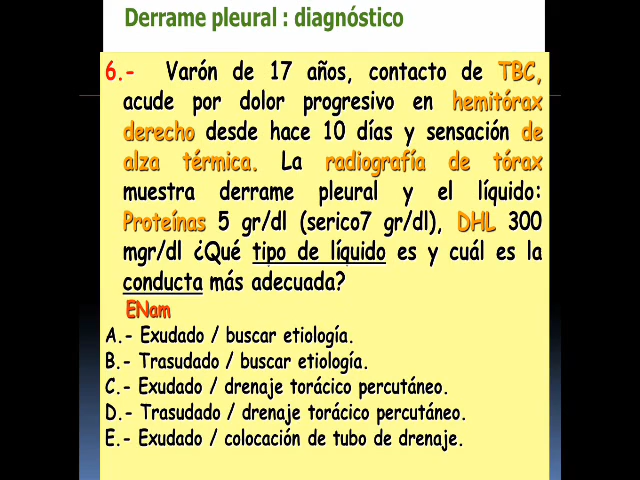 Derrame pleural : diagnóstico
6.- Varón de 17 años, contacto de TBC,
acude por dolor progresivo en hemitórax
derecho desde hace 10 días y sensación de
alza térmica. La radiografía de tórax
muestra derrame pleural y el líquido:
Proteínas 5 gr/dl (serico7 gr/dl), DHL 300
mgr/dl ¿Qué tipo de líquido es y cuál es la
conducta más adecuada?
ENam
A.- Exudado / buscar etiología.
B.- Trasudado / buscar etiología.
C.- Exudado / drenaje torácico percutáneo.
D.- Trasudado / drenaje torácico percutáneo.
E.- Exudado / colocación de tubo de drenaje.